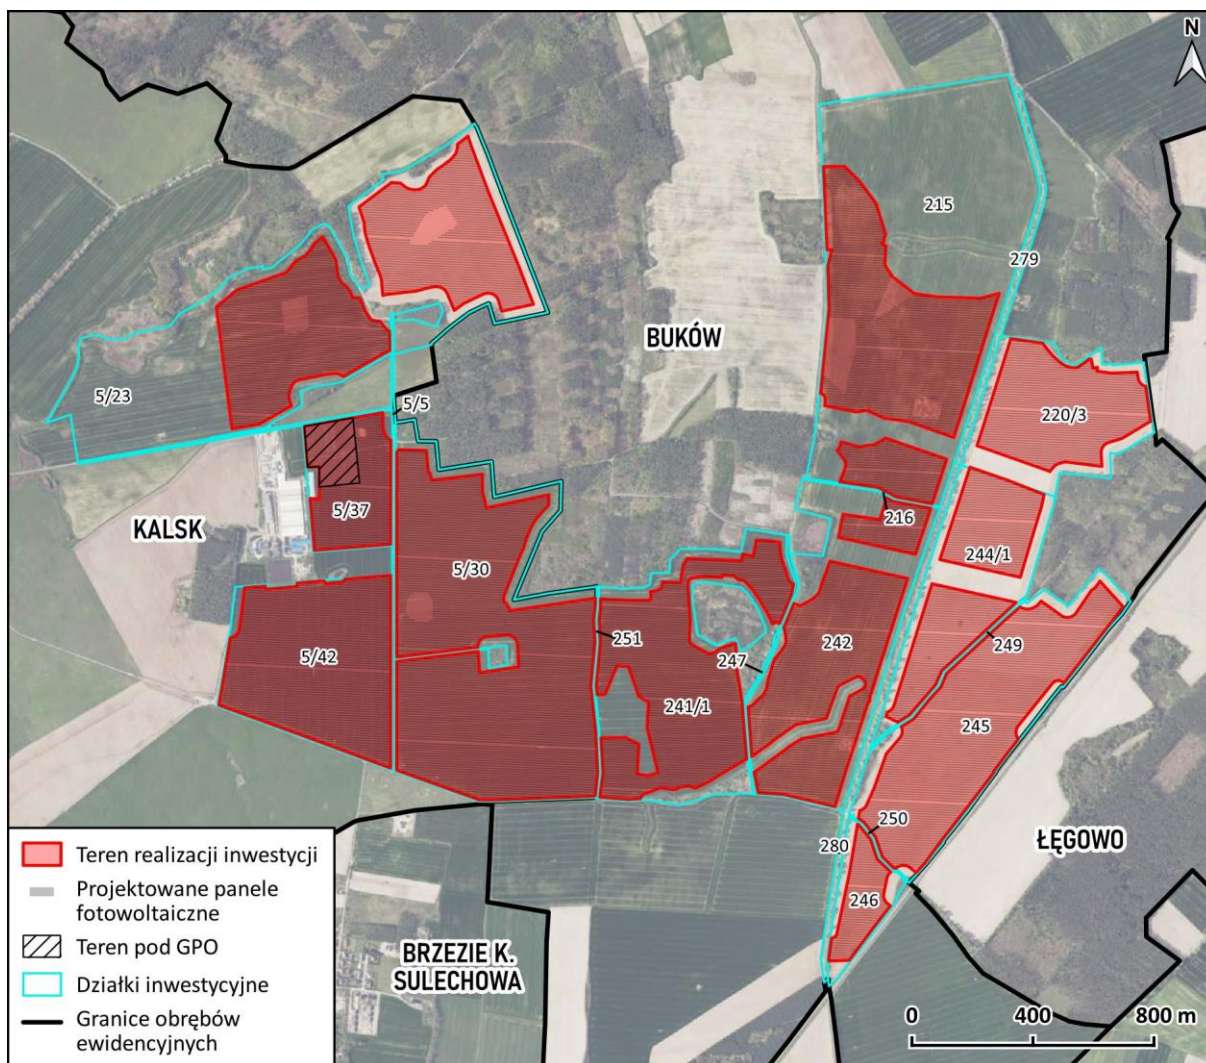 N
215
279
BUKÓW
5/23
5/5
220/3
5/37
KALSK
216
244/1
5/30
242
251
249
5/42
247
241/1
245
250
280
ŁĘGOWO
246
BRZEZIE K.
SULECHOWA
Teren realizacji inwestycji
Projektowane panele
fotowoltaiczne
Teren pod GPO
Działki inwestycyjne
Granice obrębów
ewidencyjnych
0 400 800 m